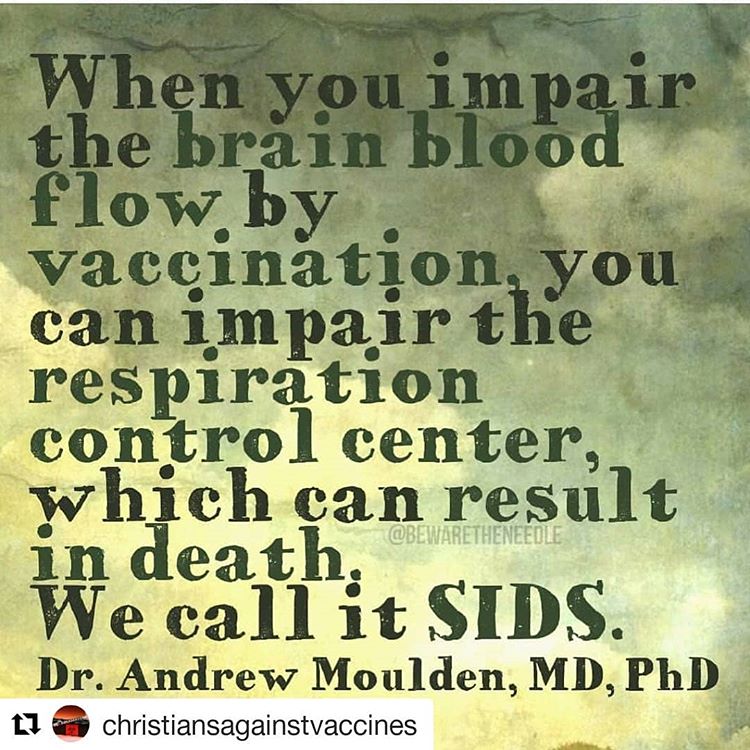 When you impair
the brain blood
flow by
vaccination, you
can impair the
respiration
control center,
which can result
@BEWARETHENEEDLE
in death.
We call it SIDS.
Dr. Andrew Moulden, MD, PhD
christiansagainstvaccines